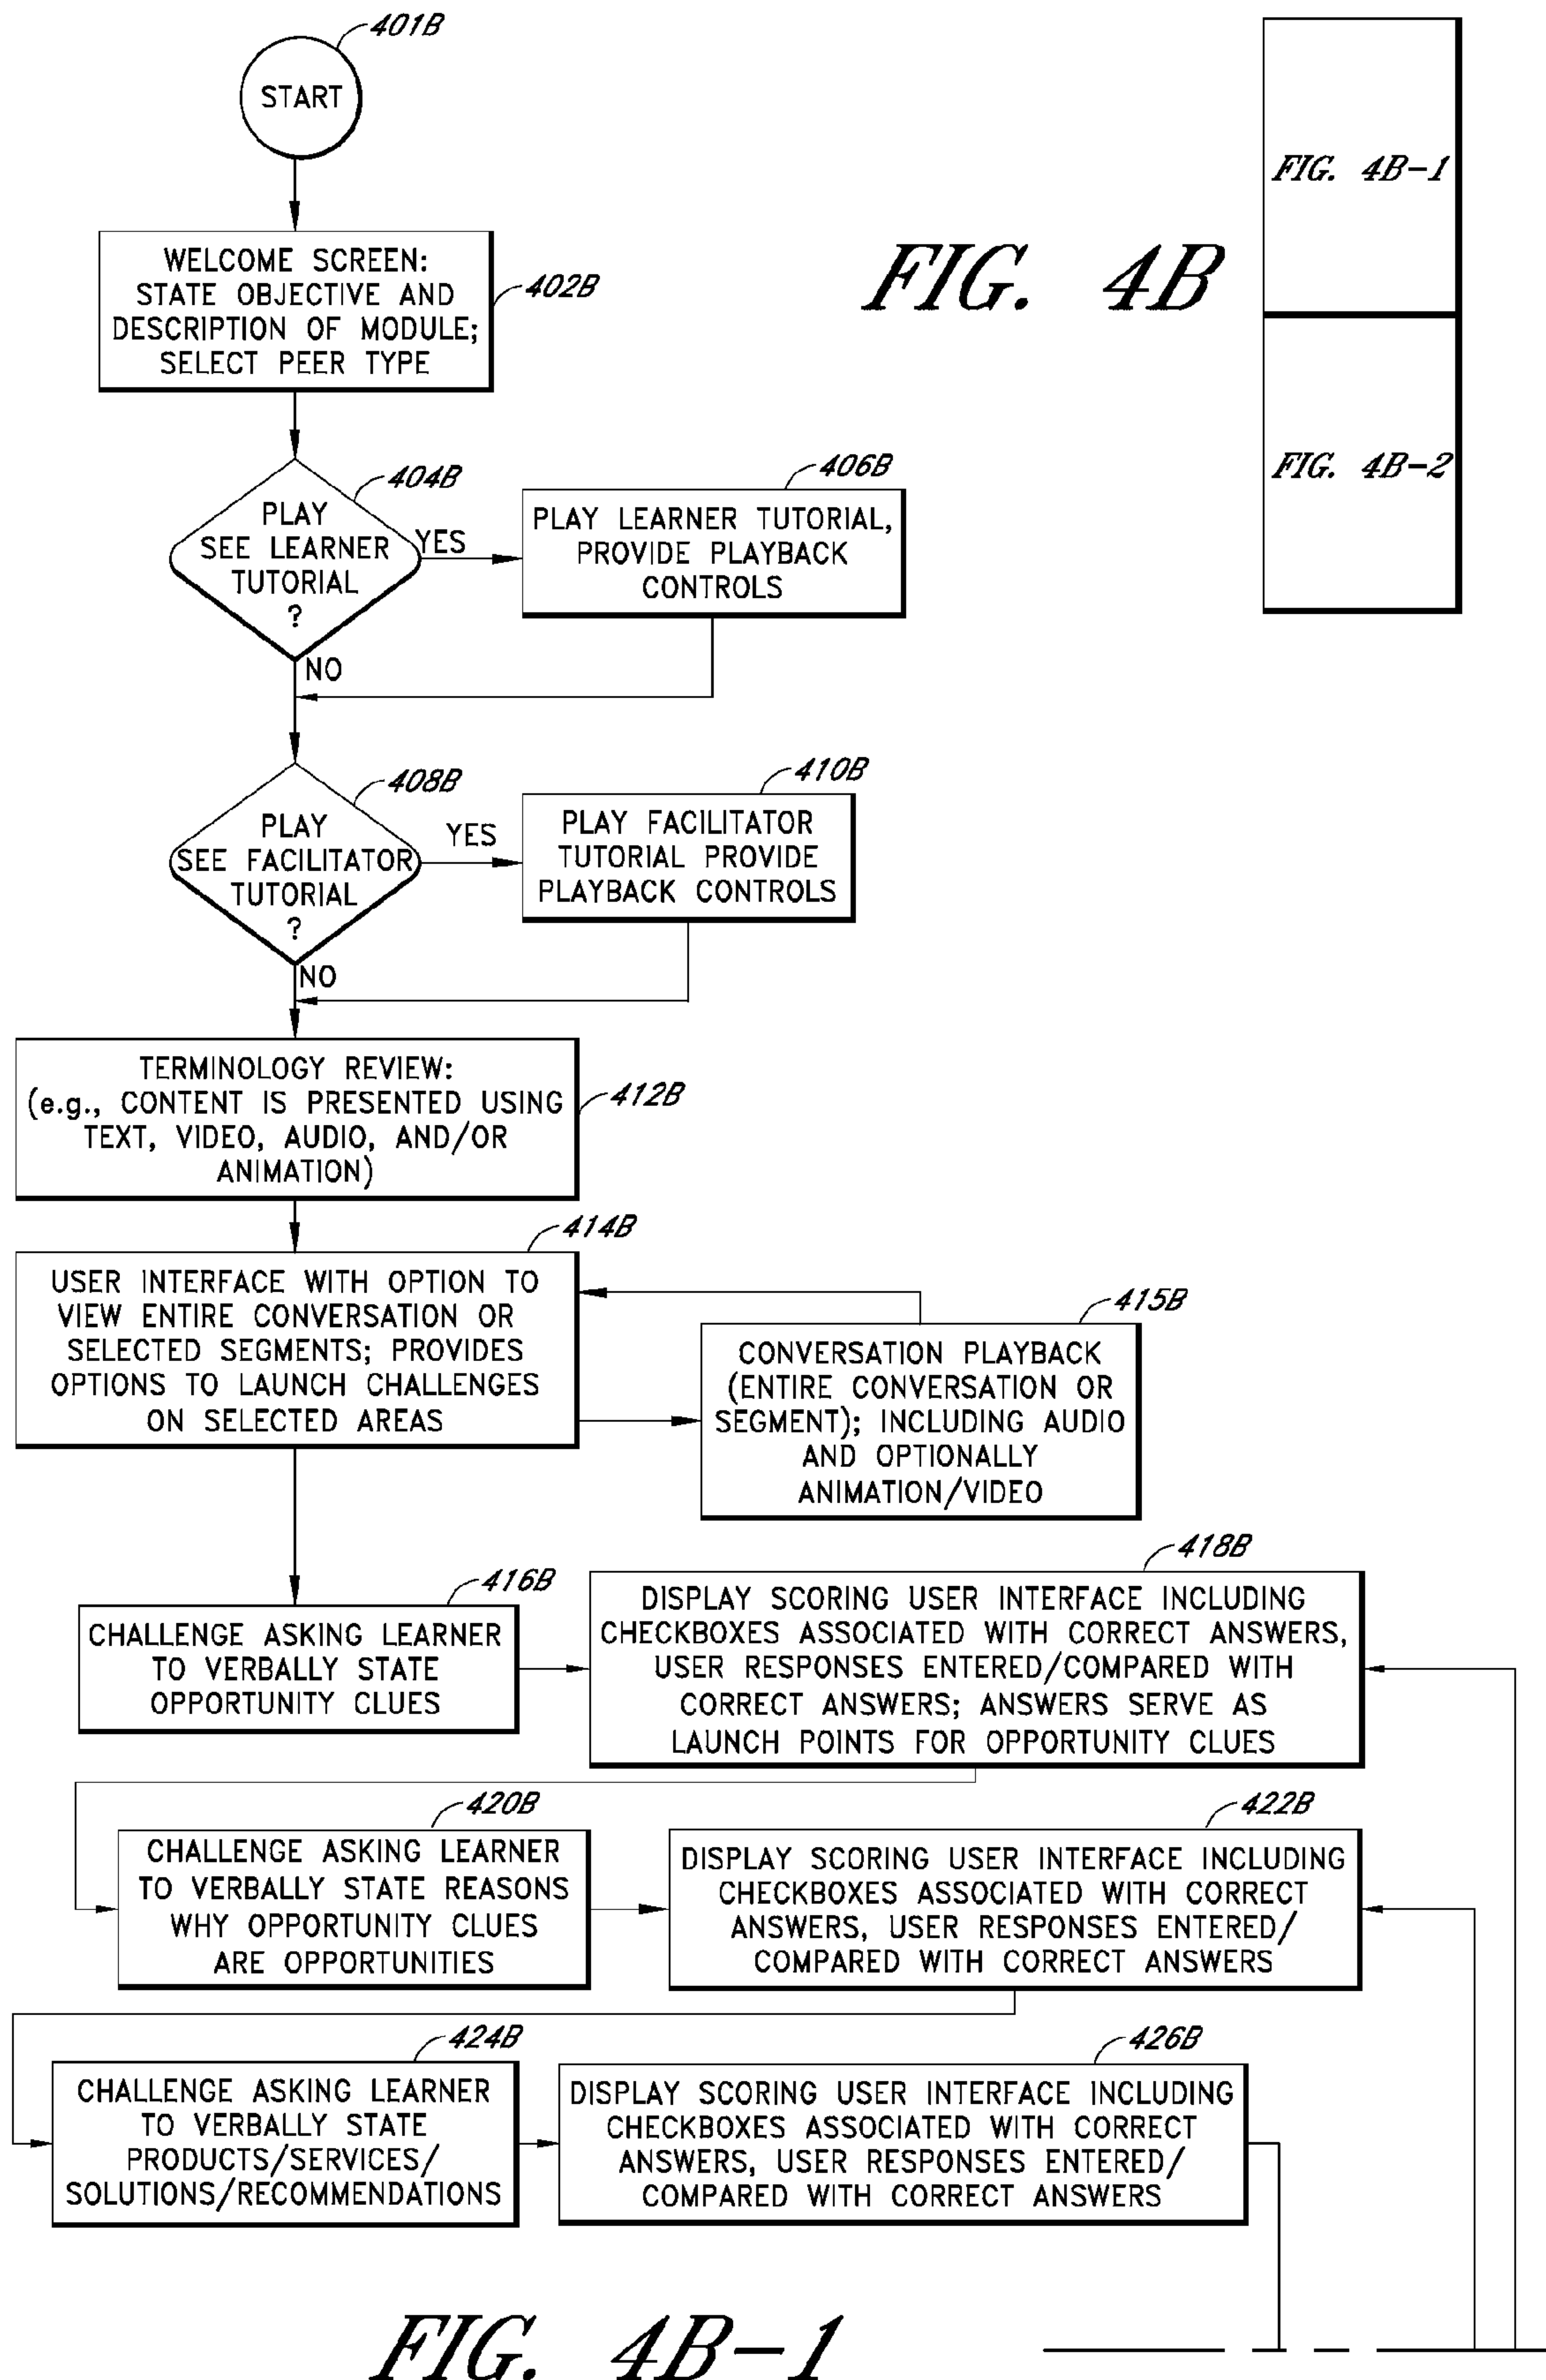 401B
START
WELCOME SCREEN:
STATE OBJECTIVE AND
DESCRIPTION OF MODULE;
SELECT PEER TYPE
402B
FIG. 4B
FIG. 4B-1
FIG. 4B-2
404B
PLAY
SEE LEARNER
TUTORIAL
?
YES
NO
406B
PLAY LEARNER TUTORIAL,
PROVIDE PLAYBACK
CONTROLS
408B
PLAY
SEE FACILITATOR
TUTORIAL
?
YES
NO
410B
PLAY FACILITATOR
TUTORIAL PROVIDE
PLAYBACK CONTROLS
TERMINOLOGY REVIEW:
(e.g., CONTENT IS PRESENTED USING
TEXT, VIDEO, AUDIO, AND/OR
ANIMATION)
412B
414B
USER INTERFACE WITH OPTION TO
VIEW ENTIRE CONVERSATION OR
SELECTED SEGMENTS; PROVIDES
OPTIONS TO LAUNCH CHALLENGES
ON SELECTED AREAS
415B
CONVERSATION PLAYBACK
(ENTIRE CONVERSATION OR
SEGMENT); INCLUDING AUDIO
AND OPTIONALLY
ANIMATION/VIDEO
416B
CHALLENGE ASKING LEARNER
TO VERBALLY STATE
OPPORTUNITY CLUES
418B
DISPLAY SCORING USER INTERFACE INCLUDING
CHECKBOXES ASSOCIATED WITH CORRECT ANSWERS,
USER RESPONSES ENTERED/COMPARED WITH
CORRECT ANSWERS; ANSWERS SERVE AS
LAUNCH POINTS FOR OPPORTUNITY CLUES
420B
CHALLENGE ASKING LEARNER
TO VERBALLY STATE REASONS
WHY OPPORTUNITY CLUES
ARE OPPORTUNITIES
422B
DISPLAY SCORING USER INTERFACE INCLUDING
CHECKBOXES ASSOCIATED WITH CORRECT
ANSWERS, USER RESPONSES ENTERED/
COMPARED WITH CORRECT ANSWERS
424B
CHALLENGE ASKING LEARNER
TO VERBALLY STATE
PRODUCTS/SERVICES/
SOLUTIONS/RECOMMENDATIONS
426B
DISPLAY SCORING USER INTERFACE INCLUDING
CHECKBOXES ASSOCIATED WITH CORRECT
ANSWERS, USER RESPONSES ENTERED/
COMPARED WITH CORRECT ANSWERS
FIG. 4B-1